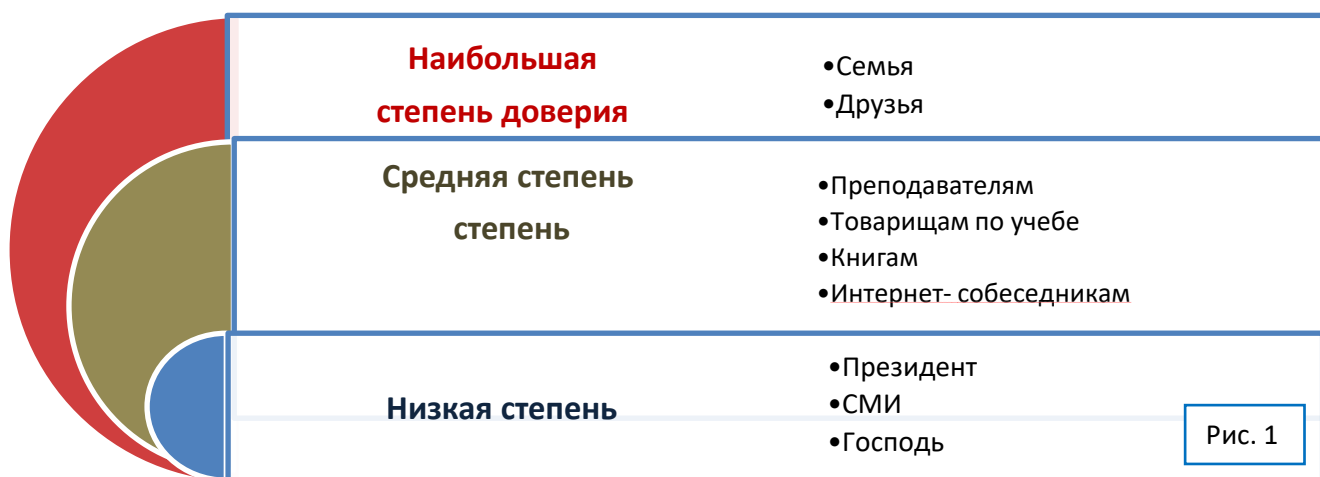 Наибольшая
степень доверия
•Семья
•Друзья
Средняя степень
степень
•Преподавателям
•Товарищам по учебе
•Книгам
•Интернет- собеседникам
Низкая степень
•Президент
•СМИ
•Господь
Рис. 1